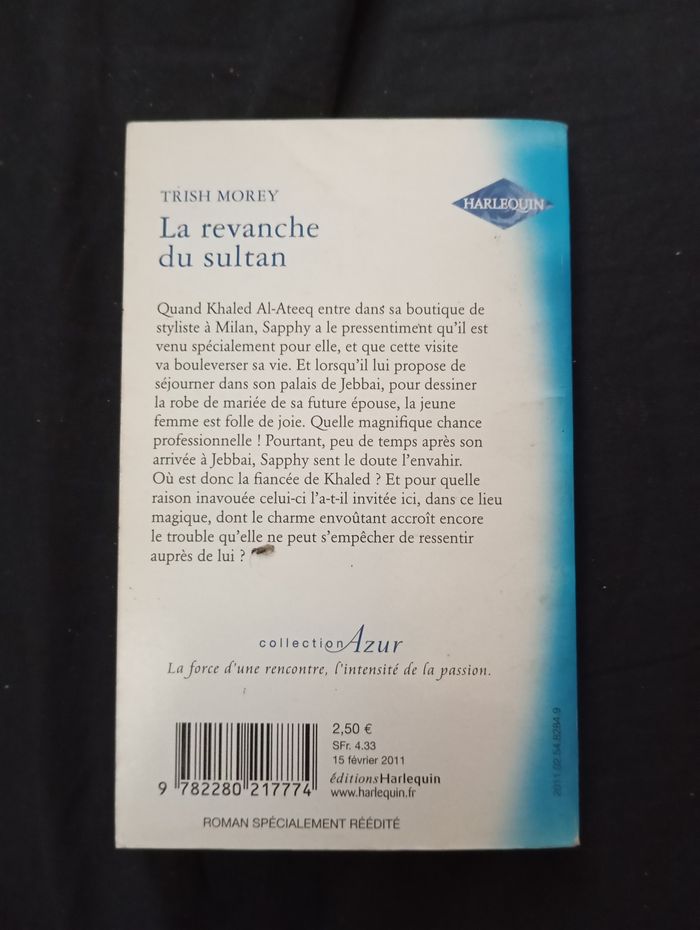 TRISH MOREY
HARLEQUIN
La revanche
du sultan
Quand Khaled Al-Ateeq entre dans sa boutique de
styliste à Milan, Sapphy a le pressentiment qu'il est
venu spécialement pour elle, et que cette visite
va bouleverser sa vie. Et lorsqu'il lui propose de
séjourner dans son palais de Jebbai, pour dessiner
la robe de mariée de sa future épouse, la jeune
femme est folle de joie. Quelle magnifique chance
professionnelle ! Pourtant, peu de temps après son
arrivée à Jebbai, Sapphy sent le doute l'envahir.
Où est donc la fiancée de Khaled ? Et pour quelle
raison inavouée celui-ci l'a-t-il invitée ici, dans ce lieu
magique, dont le charme envoûtant accroît encore
le trouble qu'elle ne peut s'empêcher de ressentir
auprès de lui ?
collection Azur
La force d'une rencontre, l'intensité de la passion.
2,50 €
SFr. 4.33
15 février 2011
éditionsHarlequin
www.harlequin.fr
9 782280 217774
ROMAN SPÉCIALEMENT RÉÉDITÉ
2011.02.54.8284.9